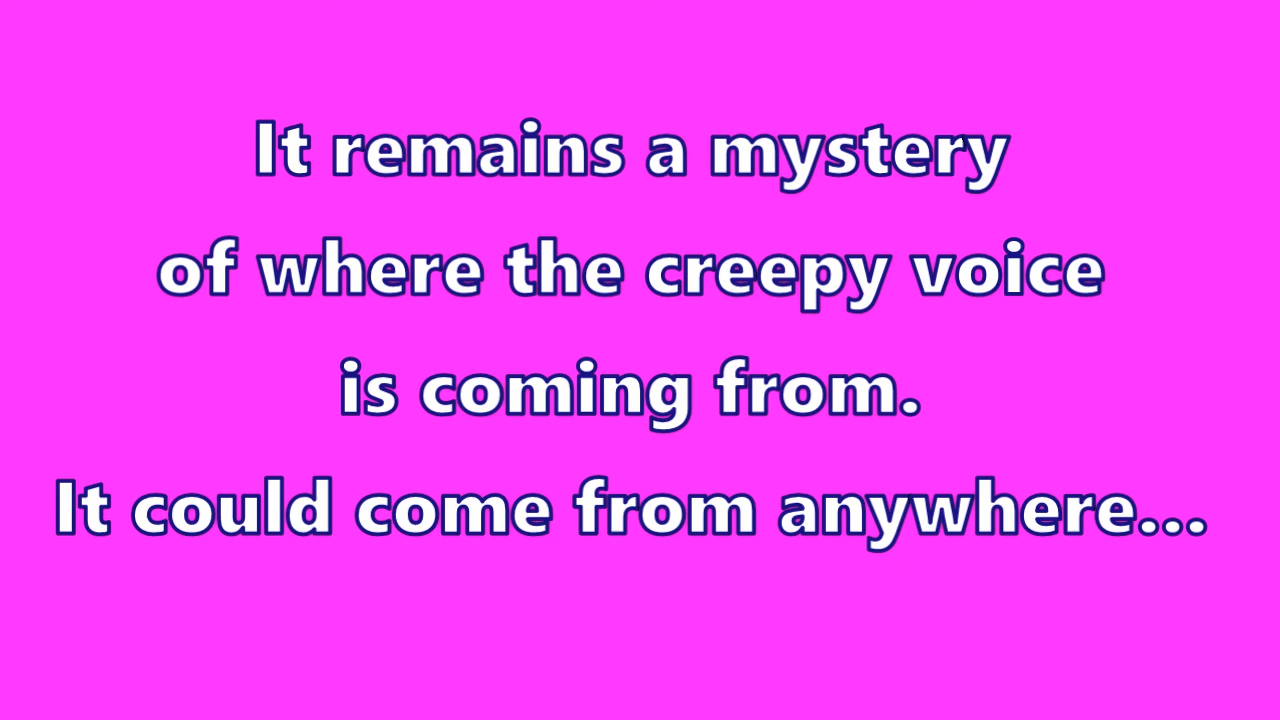 It remains a mystery
of where the creepy voice
is coming from.
It could come from anywhere...